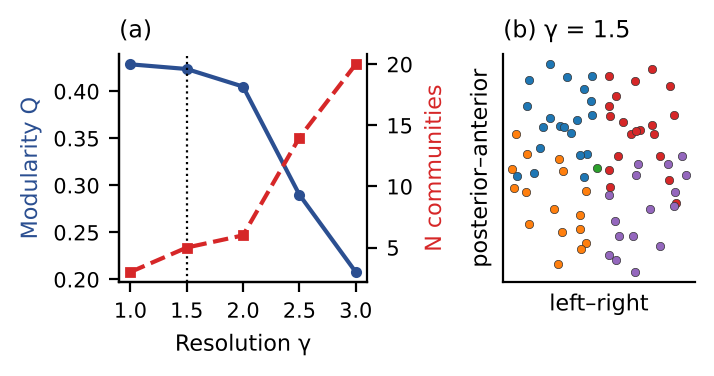 (a)
(b) γ = 1.5
Modularity Q
0.40
0.35
0.30
0.25
0.20
20
15
10
5
N communities
1.0 1.5 2.0 2.5 3.0
Resolution γ
posterior–anterior
left–right